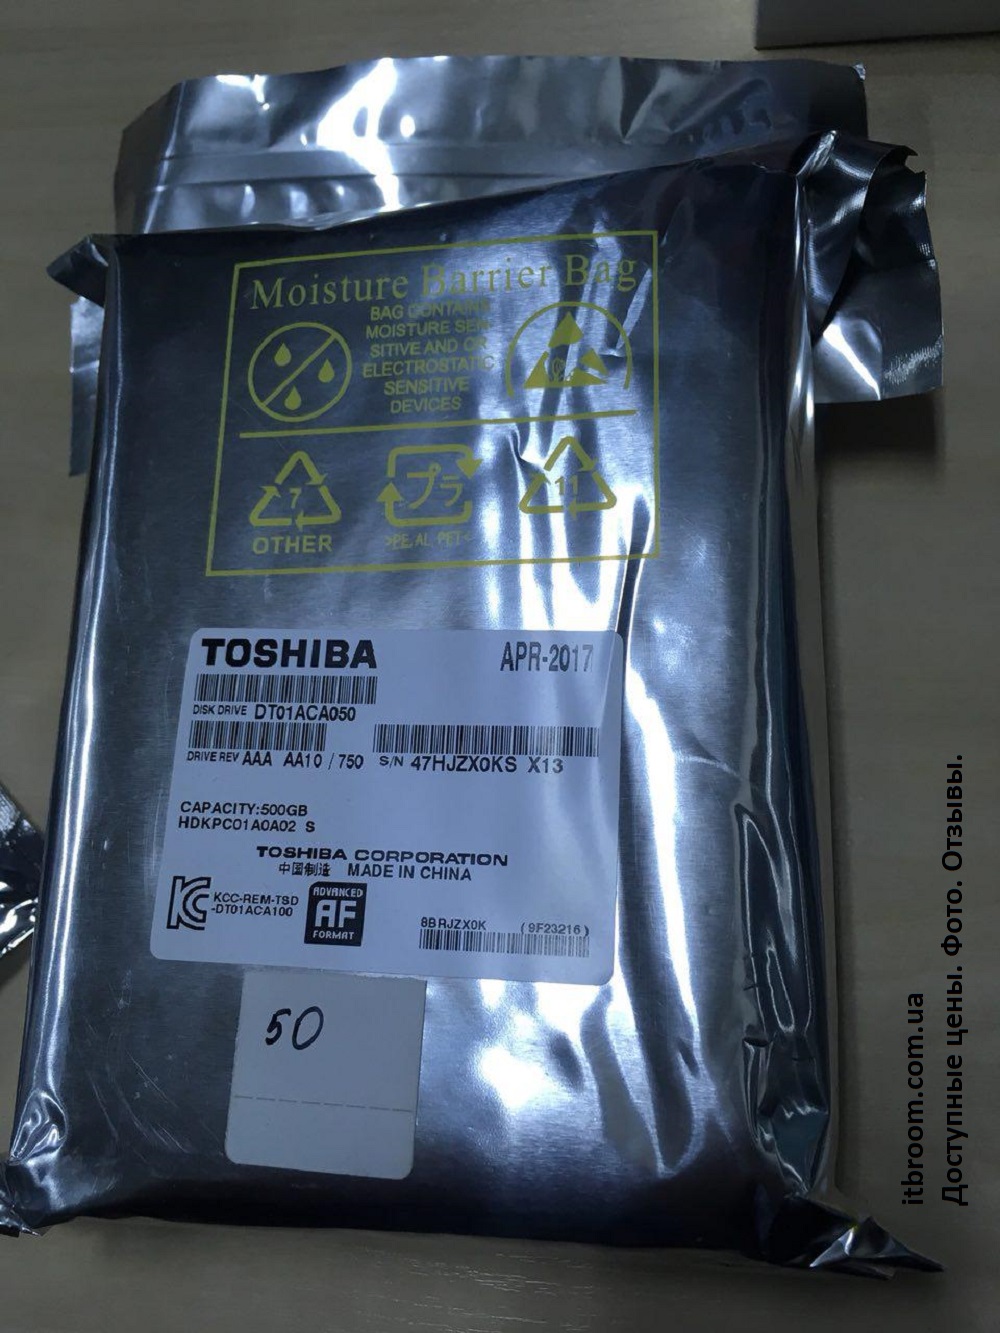 Moisture Barrier Bag
BAG CONTAINS
MOISTURE SEN
SITIVE AND OR
ELECTROSTATIC
SENSITIVE
DEVICES
7
プラ
11
OTHER
>PE, AL PET<
TOSHIBA APR-2017
DISK DRIVE DT01ACA050
DRIVE REV AAA AA10 / 750 S/N 47HJZX0KS X13
CAPACITY:500GB
HDKPC01A0A02 S
TOSHIBA CORPORATION
中国制造 MADE IN CHINA
KCC-REM-TSD
-DT01ACA100
ADVANCED
AF
FORMAT
8BRJZX0K (9F23216)
50
itbroom.com.ua
Доступные цены. Фото. Отзывы.